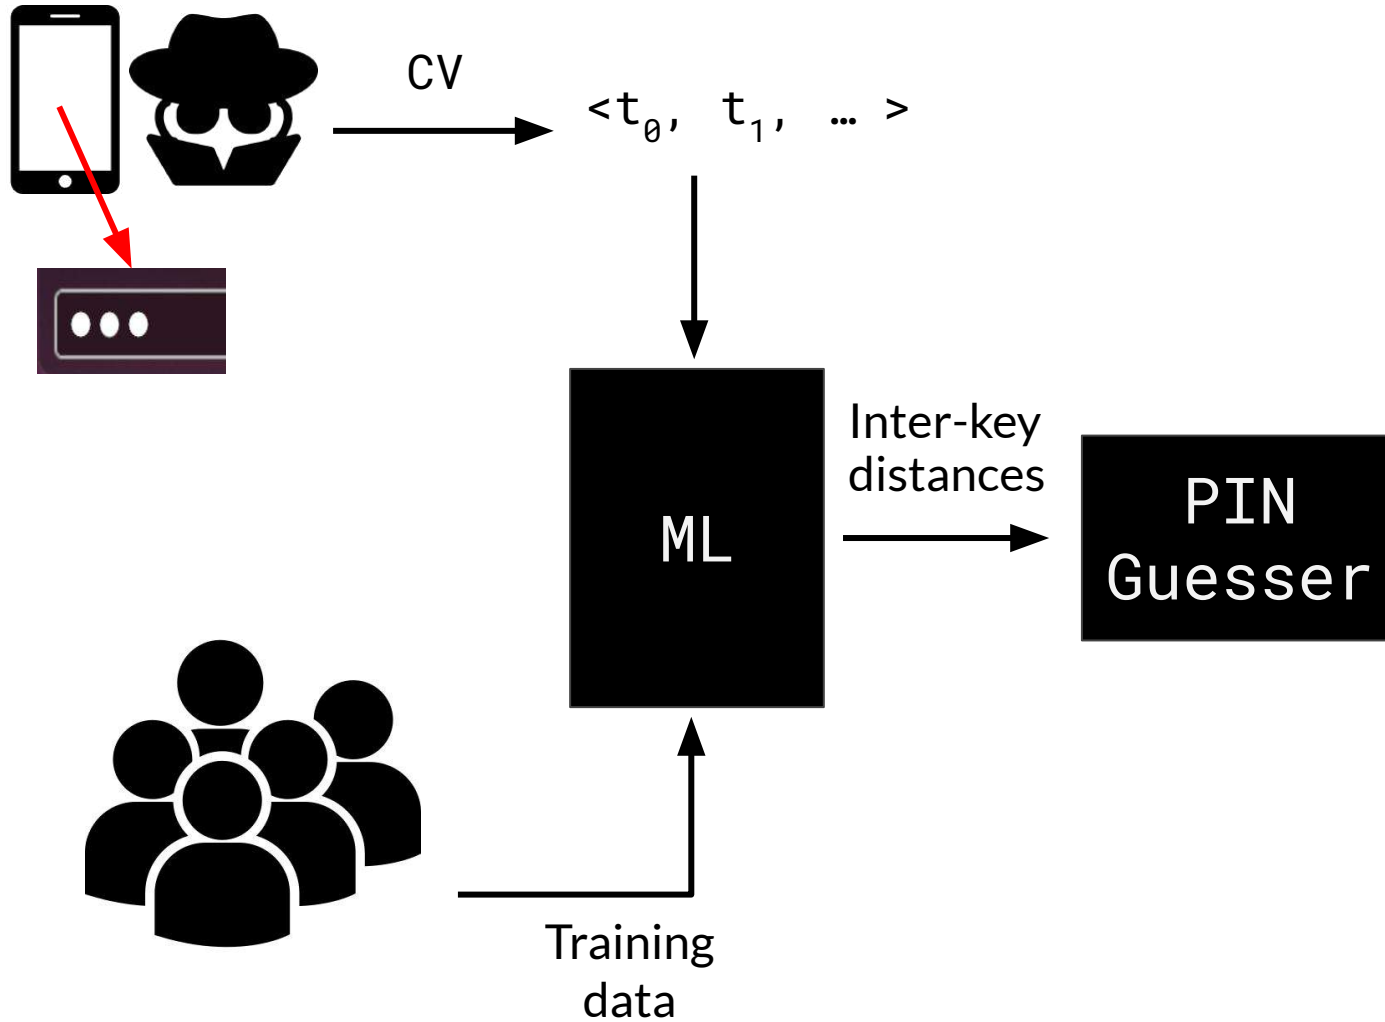 CV
<t₀, t₁, … >
Inter-key
distances
ML
PIN
Guesser
Training
data